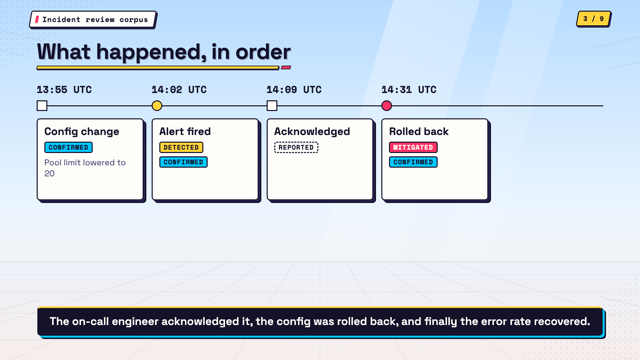 Incident review corpus
3 / 9
What happened, in order
13:55 UTC
14:02 UTC
14:09 UTC
14:31 UTC
Config change
CONFIRMED
Pool limit lowered to
20
Alert fired
DETECTED
CONFIRMED
Acknowledged
REPORTED
Rolled back
MITIGATED
CONFIRMED
The on-call engineer acknowledged it, the config was rolled back, and finally the error rate recovered.